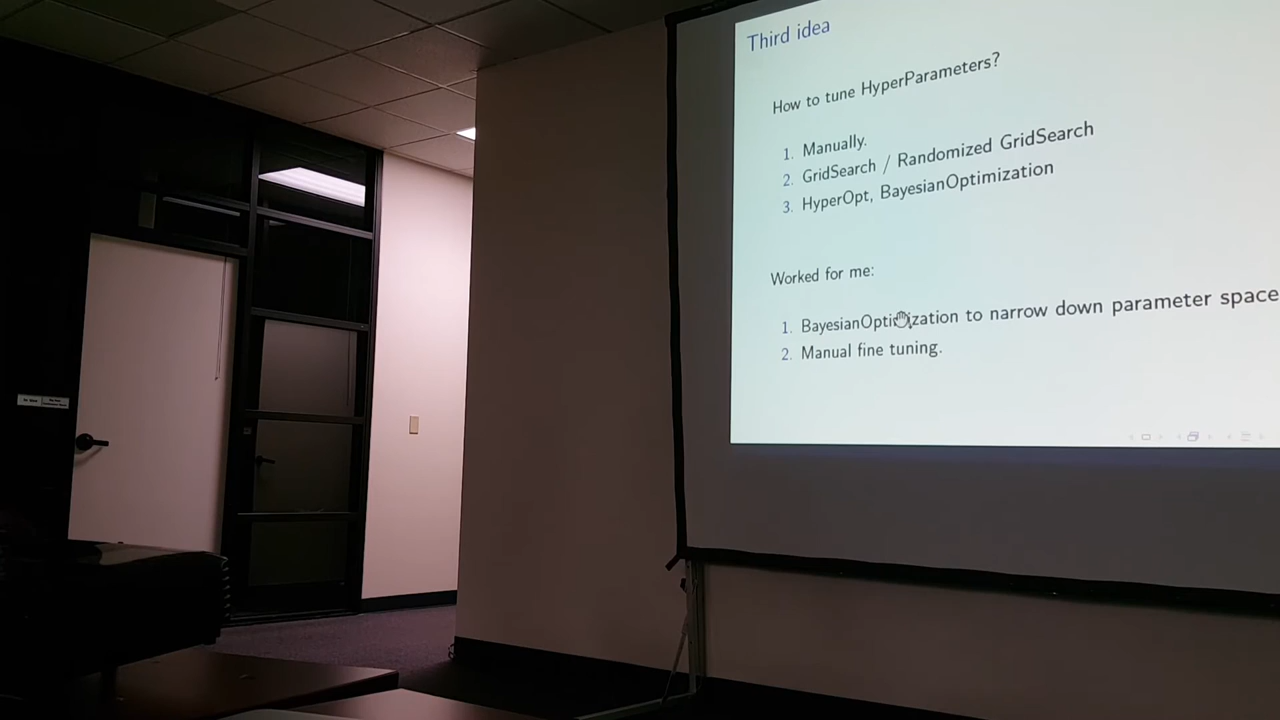 Third idea
How to tune HyperParameters?
1. Manually.
2. GridSearch / Randomized GridSearch
3. HyperOpt, BayesianOptimization
Worked for me:
1. BayesianOptimization to narrow down parameter space
2. Manual fine tuning.